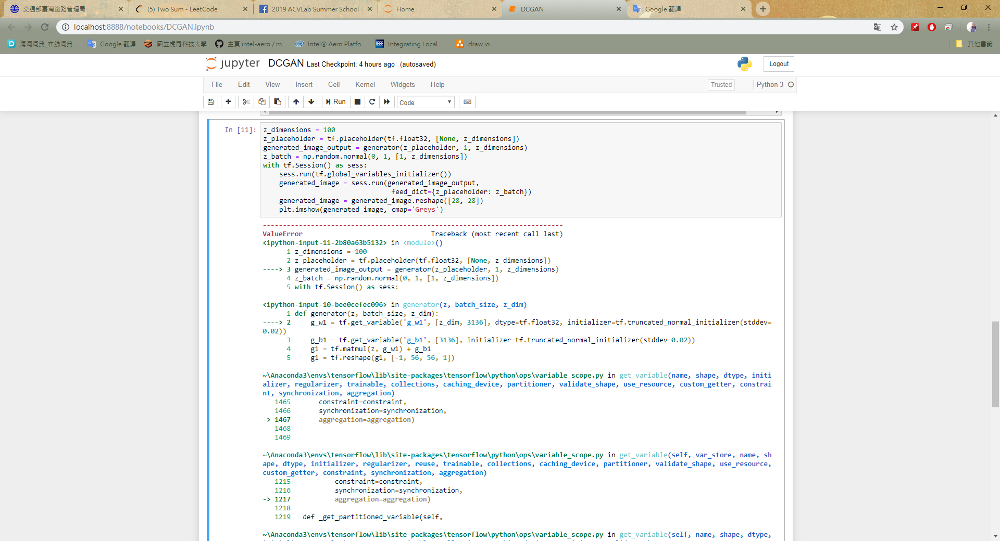 交通部臺灣鐵路管理局
(5) Two Sum - LeetCode
2019 ACVLab Summer School
Home
DCGAN
Google 翻譯
localhost:8888/notebooks/DCGAN.ipynb
海词词典_在线词典...
Google 翻譯
國立虎尾科技大學
主頁·intel-aero / m...
Intel® Aero Platfo...
Integrating Local...
draw.io
其他書籤
jupyter DCGAN Last Checkpoint: 4 hours ago (autosaved)
Logout
File Edit View Insert Cell Kernel Widgets Help
Trusted
Python 3
Run
Code
In [11]:
z_dimensions = 100
z_placeholder = tf.placeholder(tf.float32, [None, z_dimensions])
generated_image_output = generator(z_placeholder, 1, z_dimensions)
z_batch = np.random.normal(0, 1, [1, z_dimensions])
with tf.Session() as sess:
    sess.run(tf.global_variables_initializer())
    generated_image = sess.run(generated_image_output,
                                feed_dict={z_placeholder: z_batch})
    generated_image = generated_image.reshape([28, 28])
    plt.imshow(generated_image, cmap='Greys')
---------------------------------------------------------------------------
ValueError                                Traceback (most recent call last)
<ipython-input-11-2b80a63b5132> in <module>()
      1 z_dimensions = 100
      2 z_placeholder = tf.placeholder(tf.float32, [None, z_dimensions])
----> 3 generated_image_output = generator(z_placeholder, 1, z_dimensions)
      4 z_batch = np.random.normal(0, 1, [1, z_dimensions])
      5 with tf.Session() as sess:
<ipython-input-10-bee0cefec096> in generator(z, batch_size, z_dim)
      1 def generator(z, batch_size, z_dim):
----> 2     g_w1 = tf.get_variable('g_w1', [z_dim, 3136], dtype=tf.float32, initializer=tf.truncated_normal_initializer(stddev=
0.02))
      3     g_b1 = tf.get_variable('g_b1', [3136], initializer=tf.truncated_normal_initializer(stddev=0.02))
      4     g1 = tf.matmul(z, g_w1) + g_b1
      5     g1 = tf.reshape(g1, [-1, 56, 56, 1])
~\Anaconda3\envs\tensorflow\lib\site-packages\tensorflow\python\ops\variable_scope.py in get_variable(name, shape, dtype, initi
alizer, regularizer, trainable, collections, caching_device, partitioner, validate_shape, use_resource, custom_getter, constrai
nt, synchronization, aggregation)
   1465       constraint=constraint,
   1466       synchronization=synchronization,
-> 1467       aggregation=aggregation)
   1468
   1469
~\Anaconda3\envs\tensorflow\lib\site-packages\tensorflow\python\ops\variable_scope.py in get_variable(self, var_store, name, sh
ape, dtype, initializer, regularizer, reuse, trainable, collections, caching_device, partitioner, validate_shape, use_resource,
custom_getter, constraint, synchronization, aggregation)
   1215           constraint=constraint,
   1216           synchronization=synchronization,
-> 1217           aggregation=aggregation)
   1218
   1219   def _get_partitioned_variable(self,
~\Anaconda3\envs\tensorflow\lib\site-packages\tensorflow\python\ops\variable_scope.py in get_variable(self, name, shape, dtype,